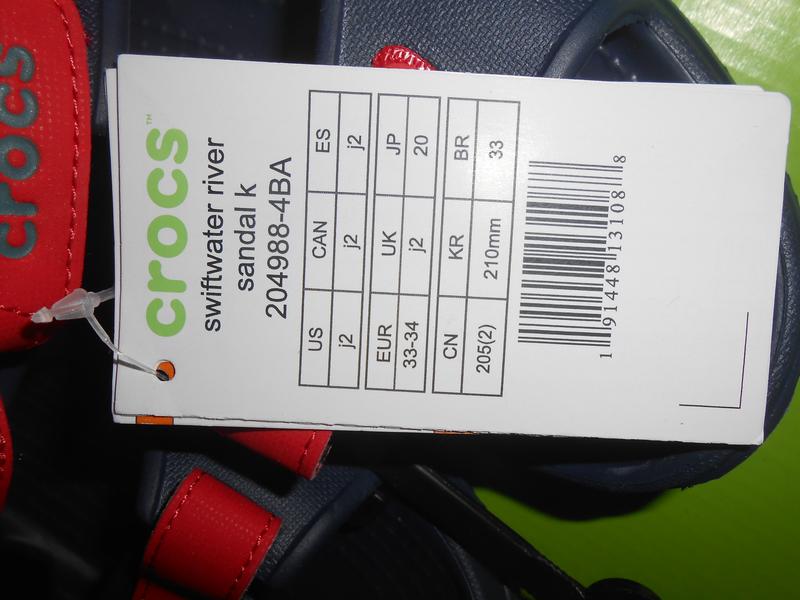 crocs
crocs™
swiftwater river
sandal k
204988-4BA
US CAN ES
j2 j2 j2
EUR UK JP
33-34 j2 20
CN KR BR
205(2) 210mm 33
1 91448 13108 8